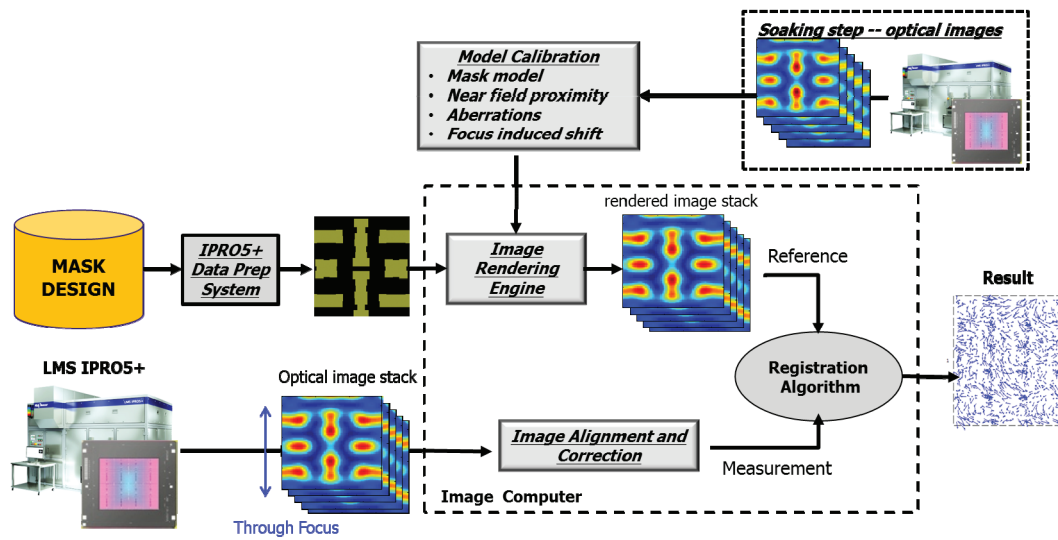 Soaking step -- optical images
Model Calibration
• Mask model
• Near field proximity
• Aberrations
• Focus induced shift
rendered image stack
MASK
DESIGN
IPRO5+
Data Prep
System
Image
Rendering
Engine
Reference
Result
Registration
Algorithm
LMS IPRO5+
Optical image stack
Image Alignment and
Correction
Measurement
Image Computer
Through Focus